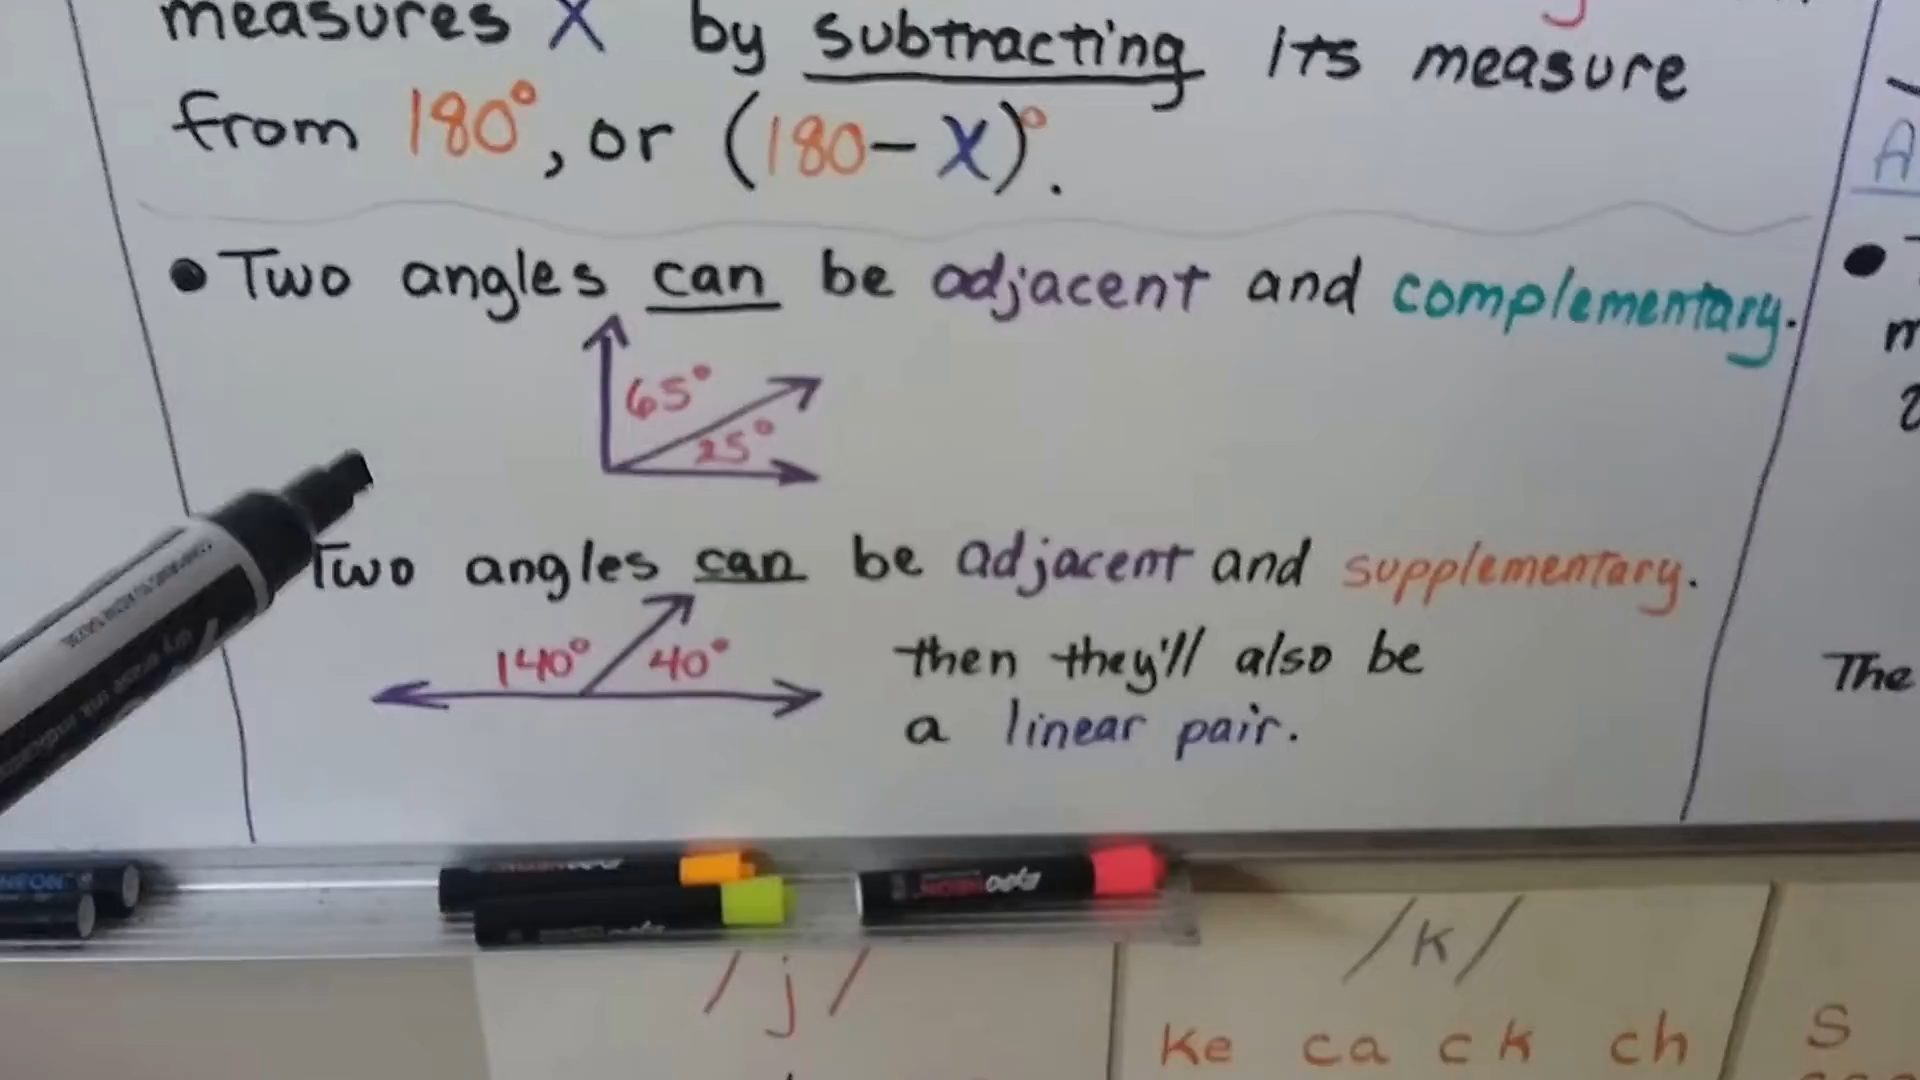 measures X by subtracting its measure
from 180°, or (180-X)°.
• Two angles can be adjacent and complementary.
65°
25°
Two angles can be adjacent and supplementary.
140° 40°
then they'll also be
a linear pair.
A
The
NEON
expo
/j/
/k/
ke ca ck ch
s